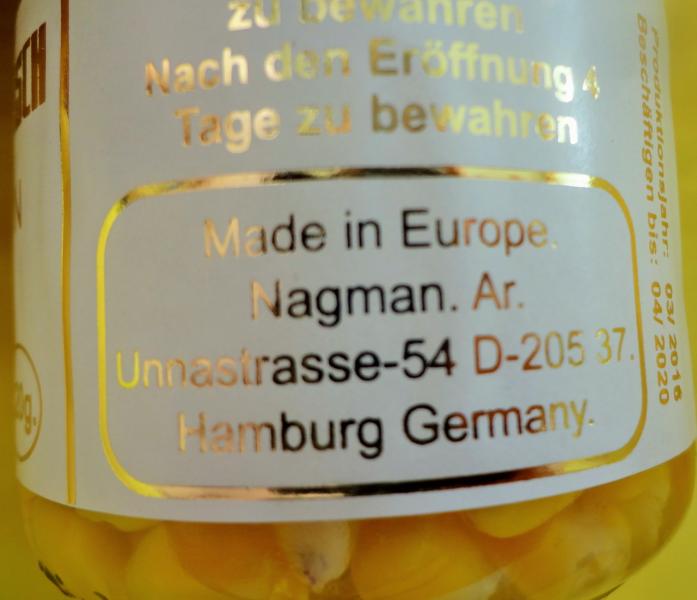 zu bewahren
Nach den Eröffnung 4
Tage zu bewahren
Made in Europe.
Nagman. Ar.
Unnastrasse-54 D-205 37.
Hamburg Germany.
Produktionsjahr: 03/ 2016
Beschäftigen bis: 04/ 2020
SCH
N
g.